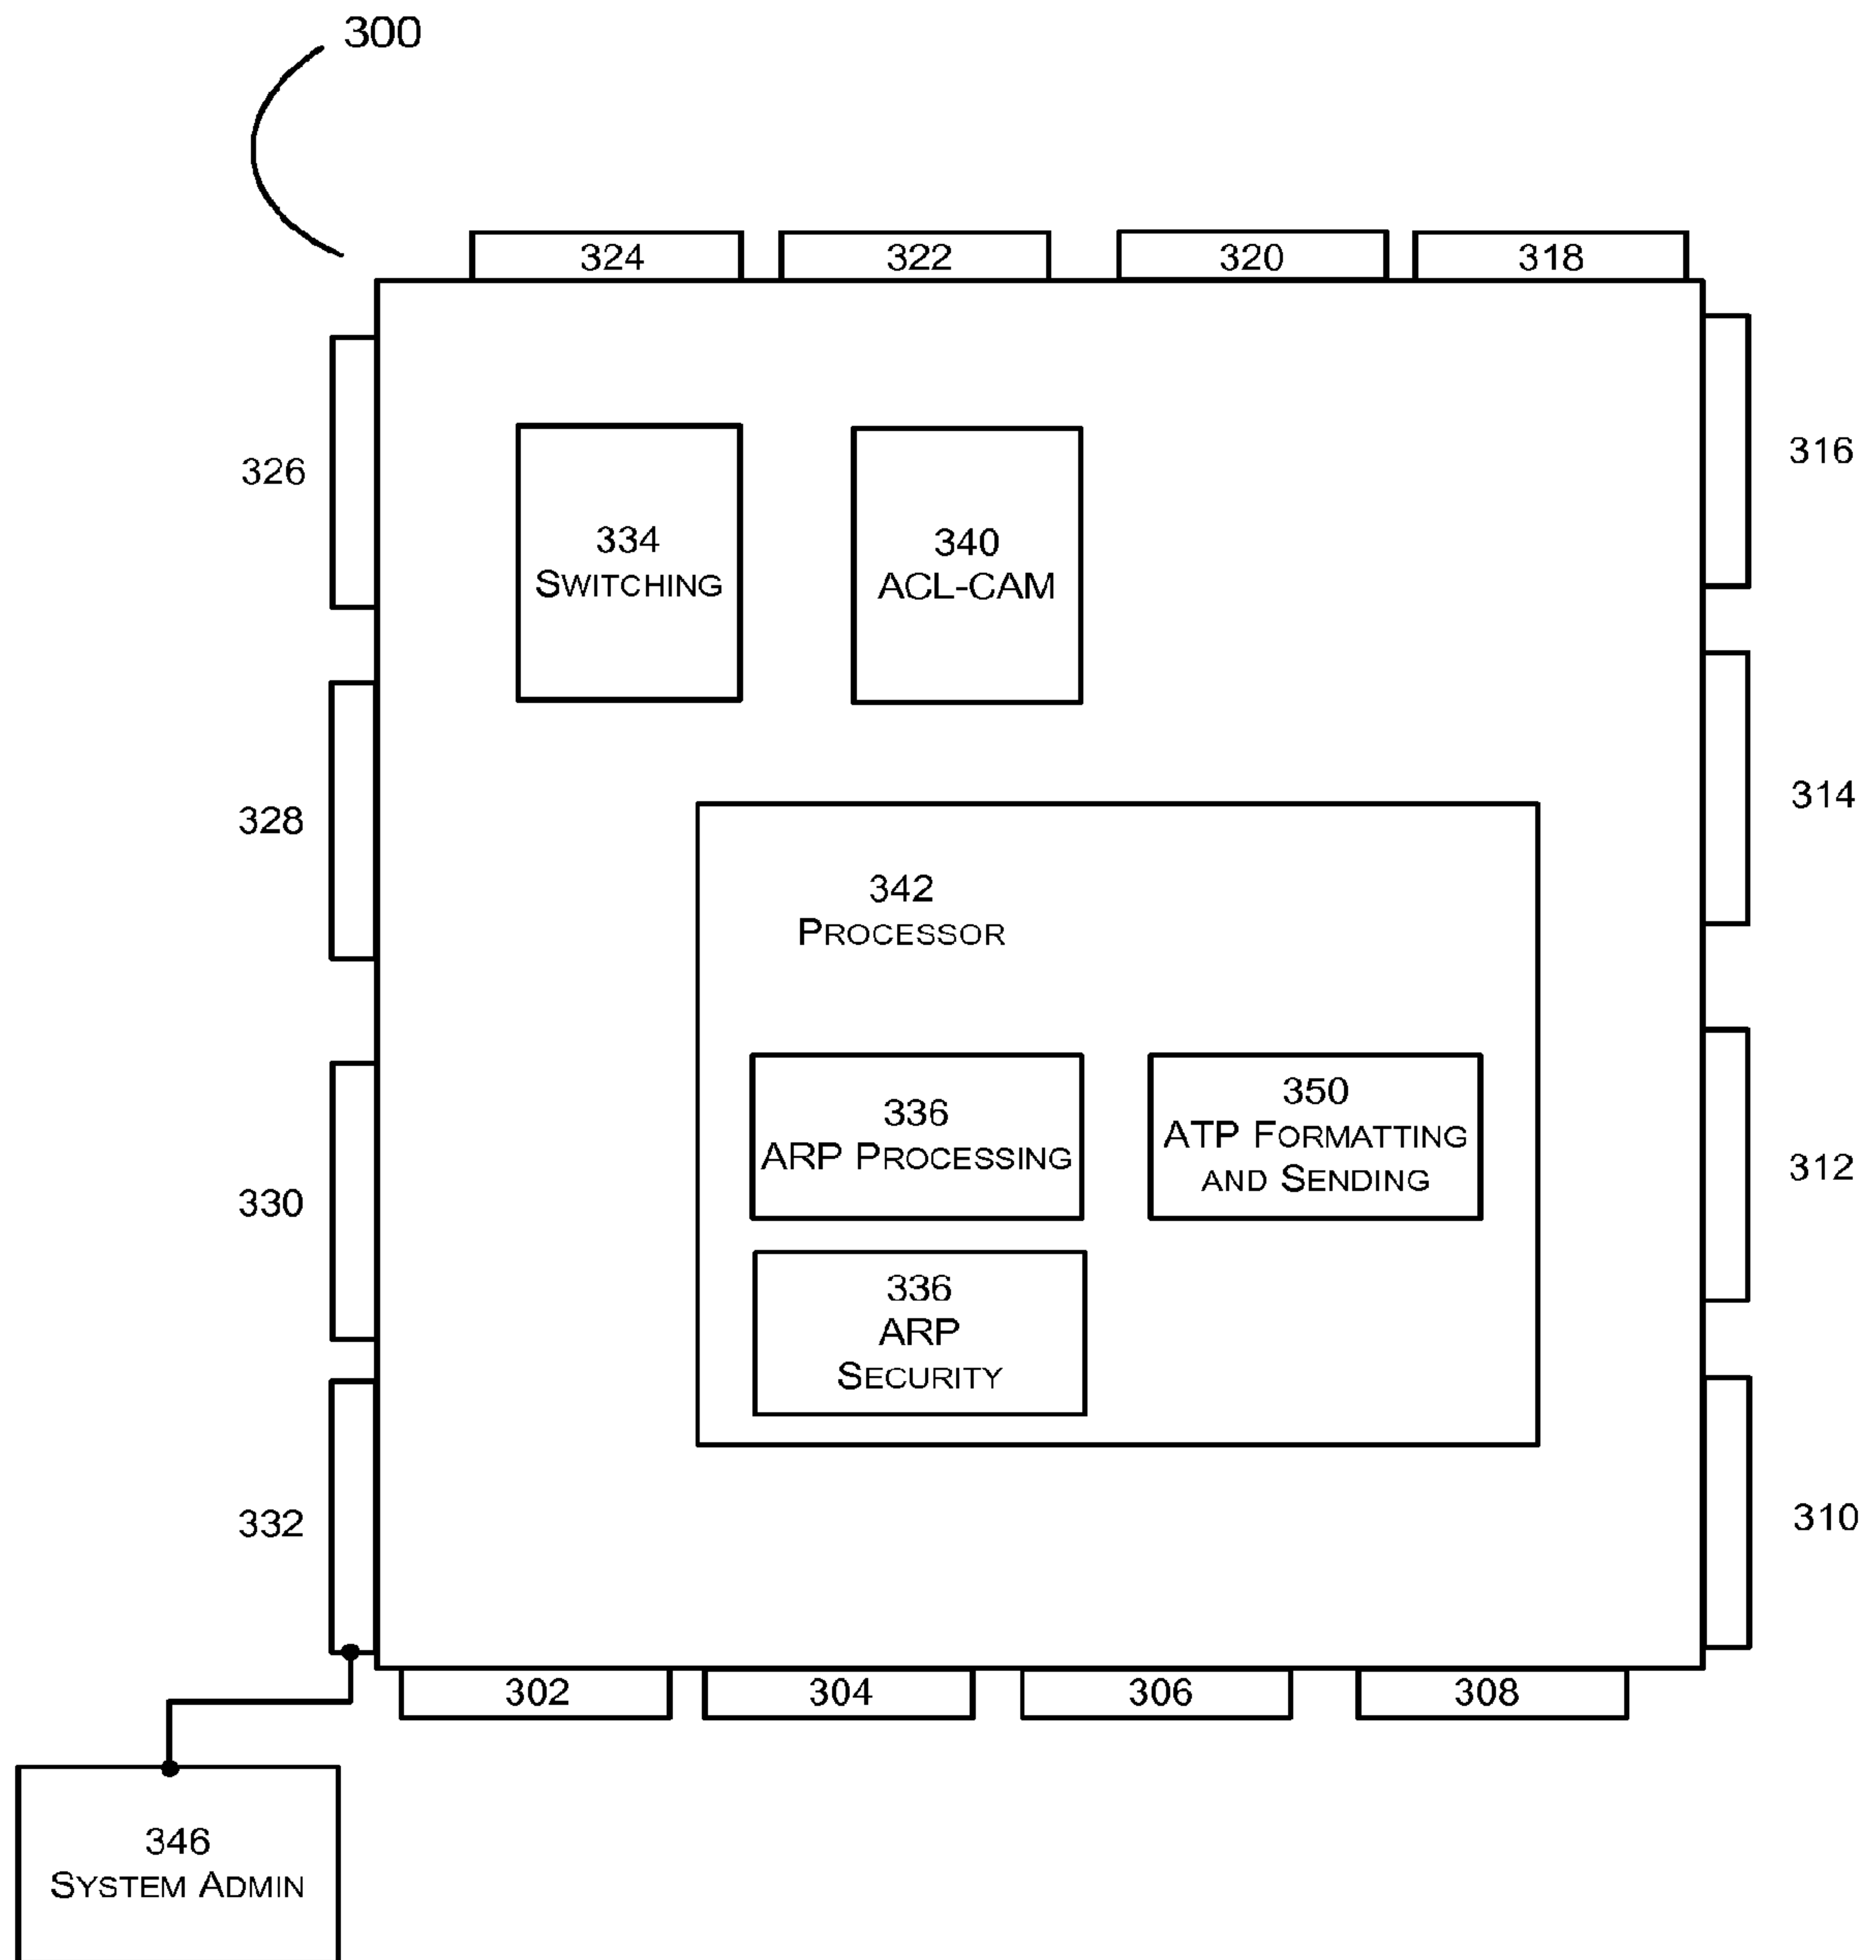 300
324
322
320
318
326
316
334
SWITCHING
340
ACL-CAM
328
314
342
PROCESSOR
336
ARP PROCESSING
350
ATP FORMATTING
AND SENDING
330
312
336
ARP
SECURITY
332
310
302
304
306
308
346
SYSTEM ADMIN